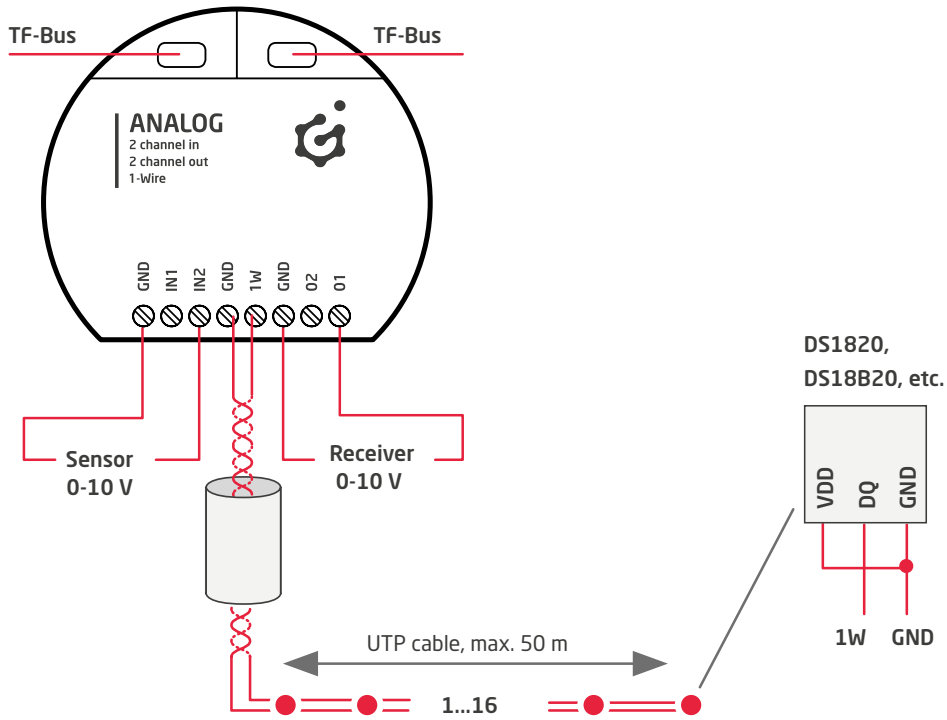 TF-Bus
TF-Bus
ANALOG
2 channel in
2 channel out
1-Wire
GND
IN1
IN2
GND
1W
GND
02
01
Sensor
0-10 V
Receiver
0-10 V
DS1820,
DS18B20, etc.
VDD
DQ
GND
1W
GND
UTP cable, max. 50 m
1...16